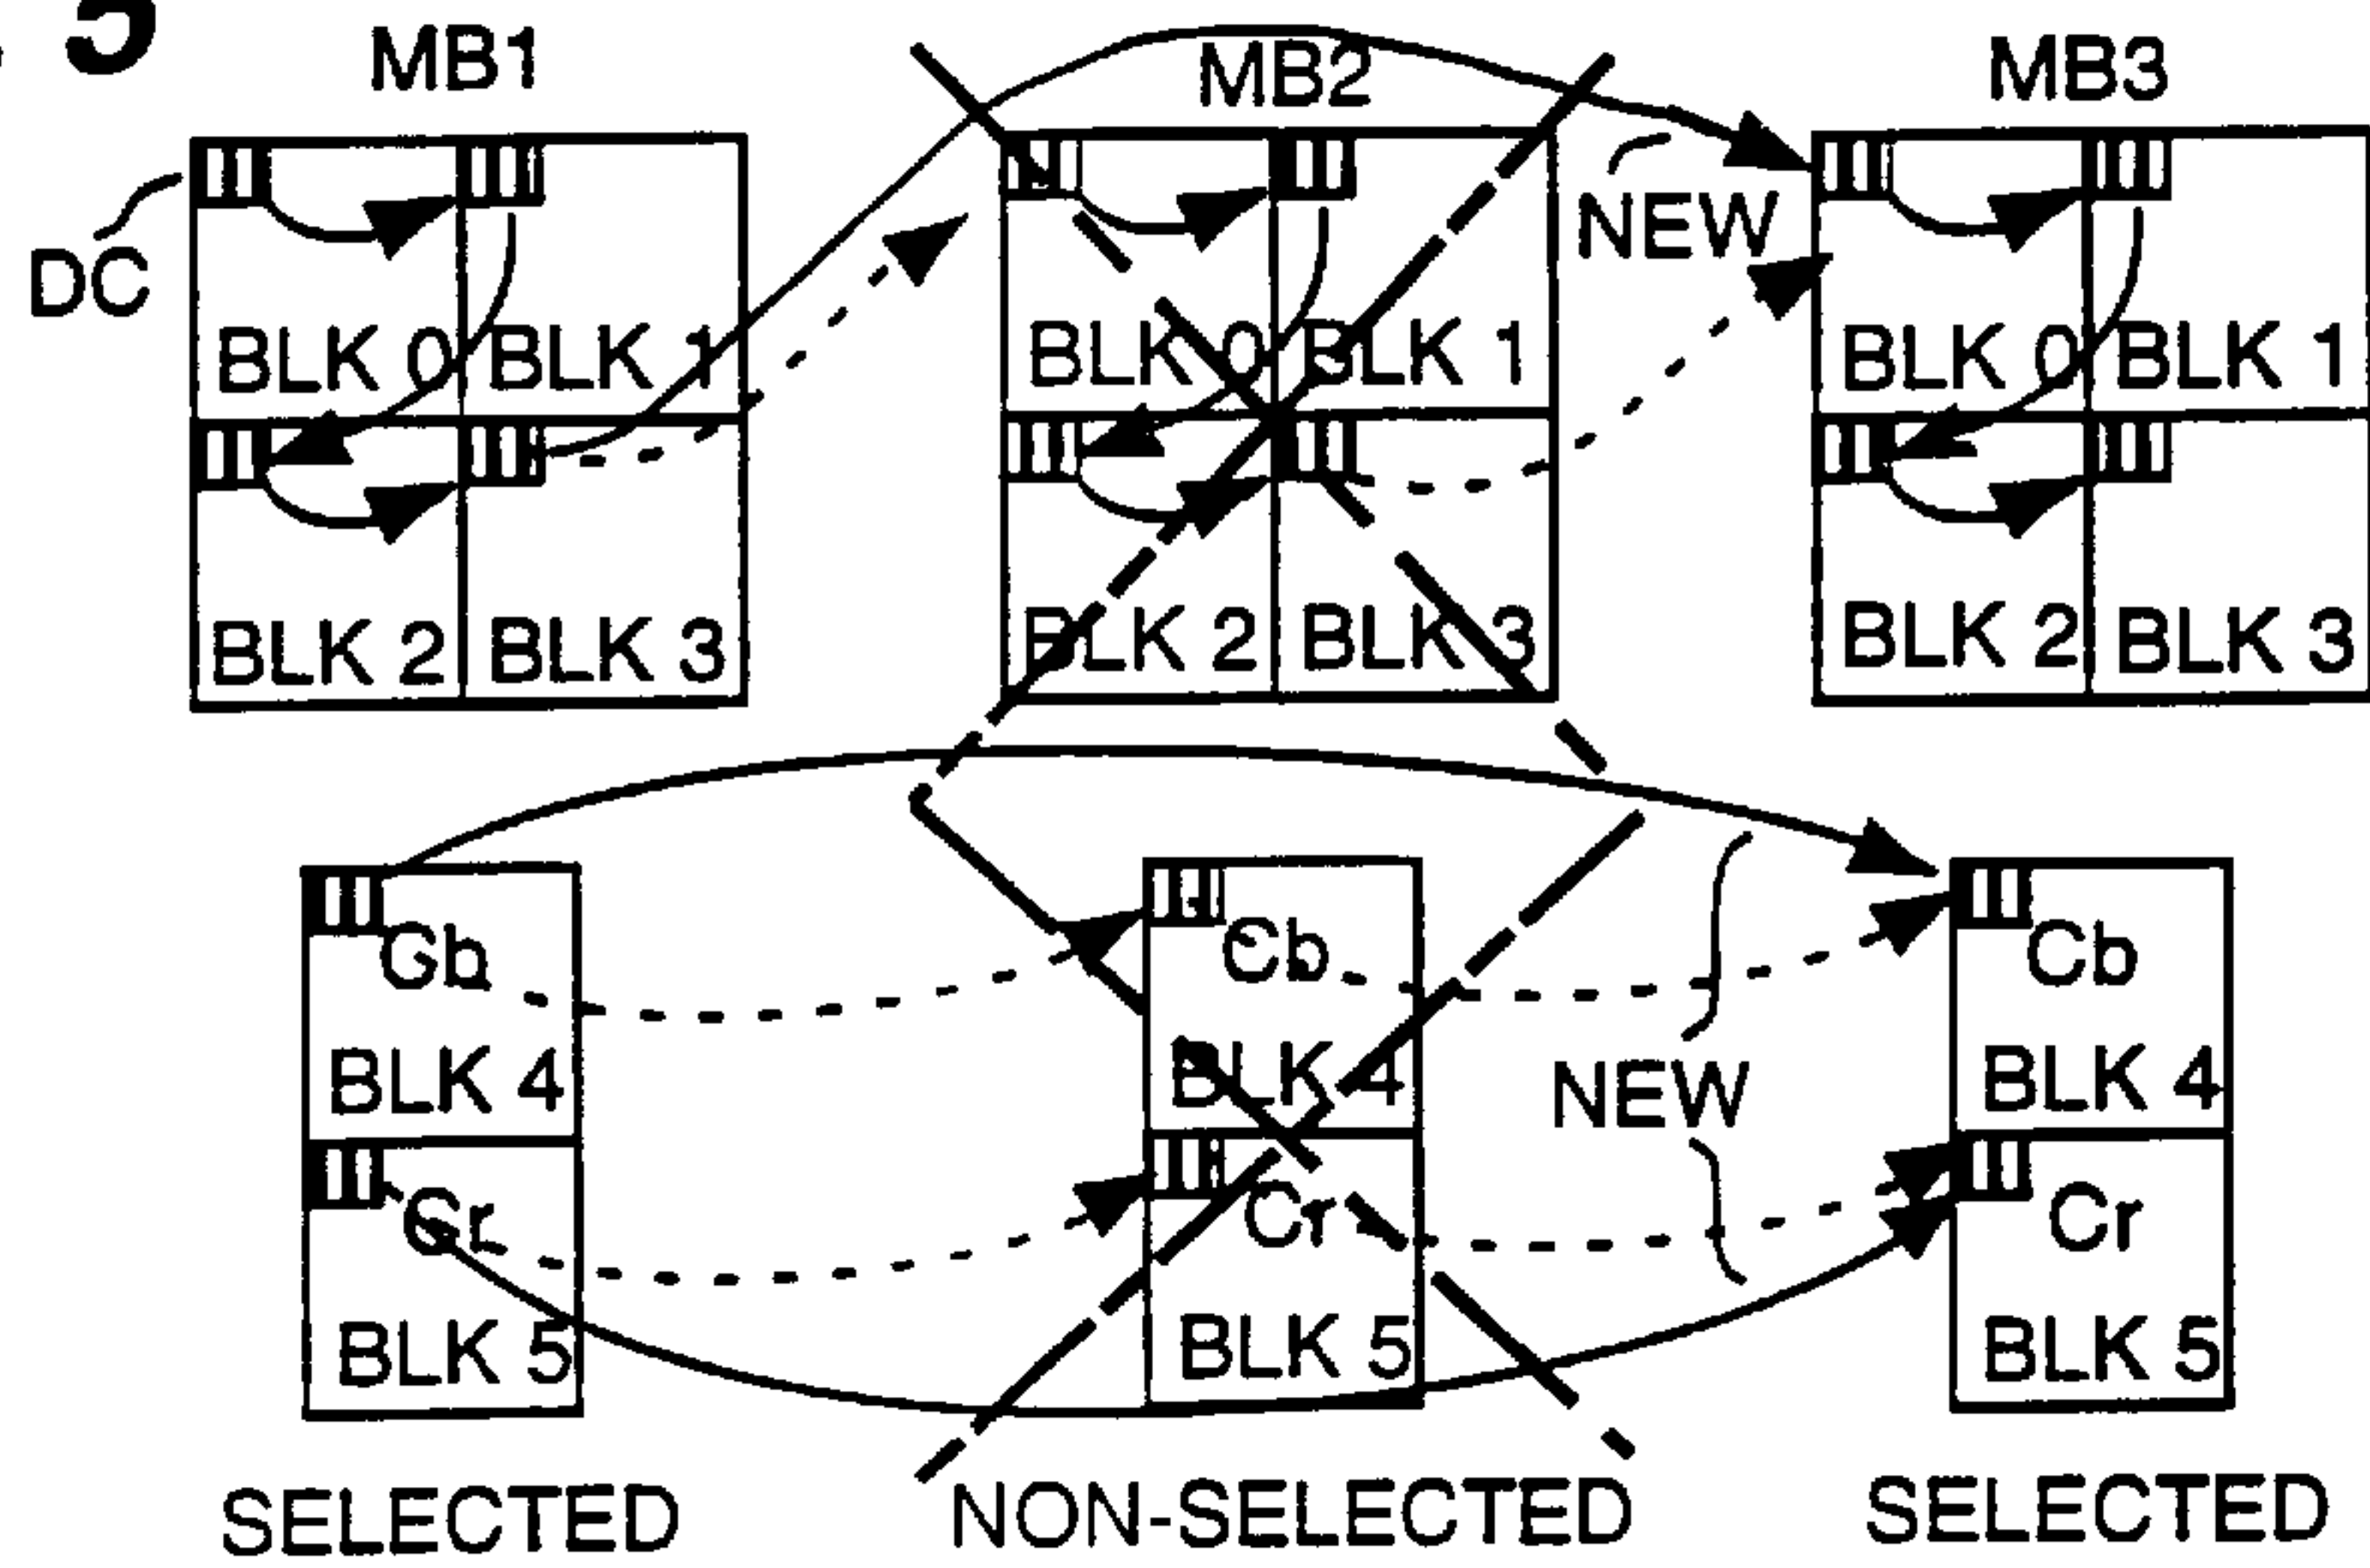 5
MB1 MB2 MB3
DC
NEW
BLK 0 BLK 1 BLK 0 BLK 1 BLK 0 BLK 1
BLK 2 BLK 3 BLK 2 BLK 3 BLK 2 BLK 3
Cb Cb Cb
BLK 4 BLK 4 NEW BLK 4
Cr Cr Cr
BLK 5 BLK 5 BLK 5
SELECTED NON-SELECTED SELECTED